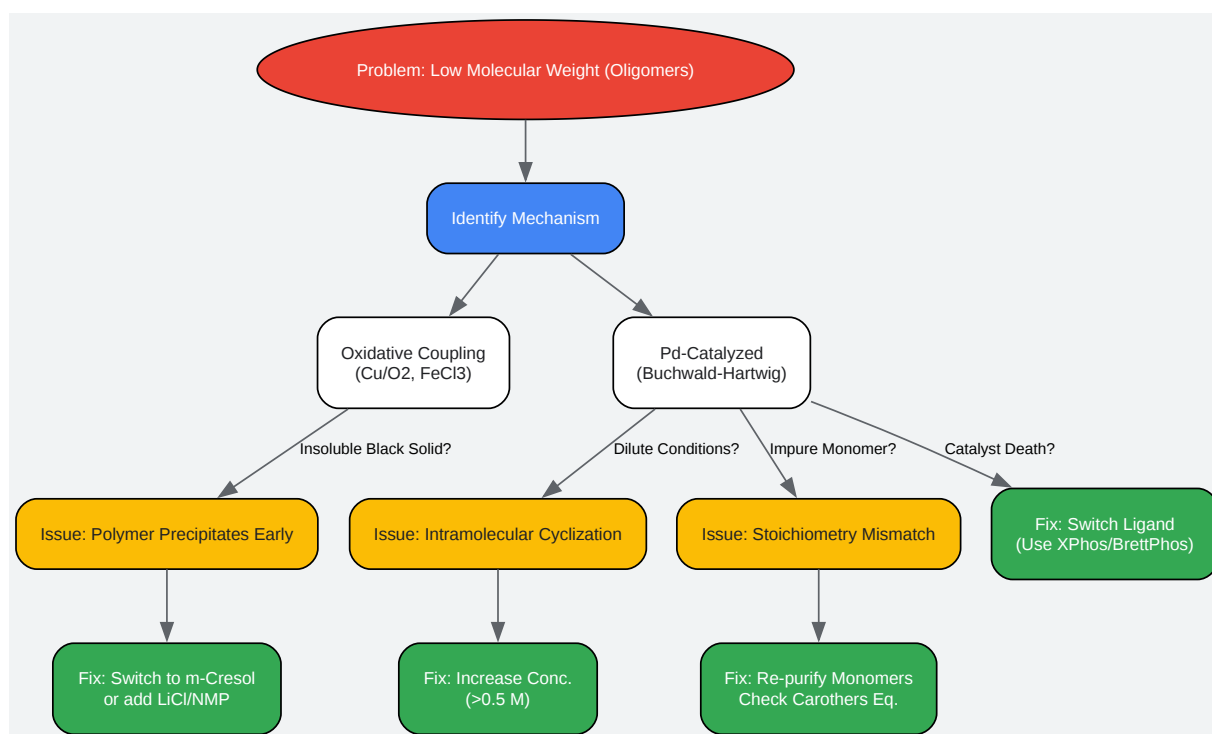 Problem: Low Molecular Weight (Oligomers)
Identify Mechanism
Oxidative Coupling
(Cu/O2, FeCl3)
Pd-Catalyzed
(Buchwald-Hartwig)
Insoluble Black Solid?
Dilute Conditions?
Impure Monomer?
Catalyst Death?
Issue: Polymer Precipitates Early
Issue: Intramolecular Cyclization
Issue: Stoichiometry Mismatch
Fix: Switch Ligand
(Use XPhos/BrettPhos)
Fix: Switch to m-Cresol
or add LiCl/NMP
Fix: Increase Conc.
(>0.5 M)
Fix: Re-purify Monomers
Check Carothers Eq.